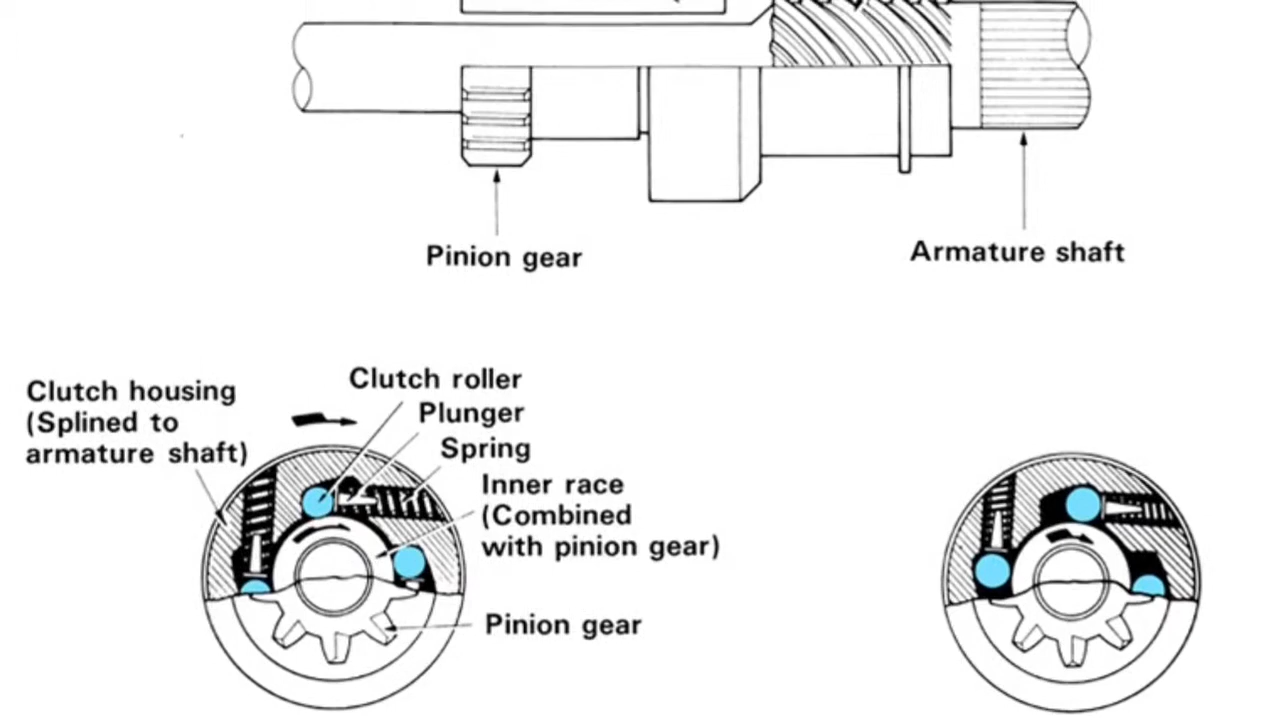 Pinion gear
Armature shaft
Clutch housing
(Splined to
armature shaft)
Clutch roller
Plunger
Spring
Inner race
(Combined
with pinion gear)
Pinion gear